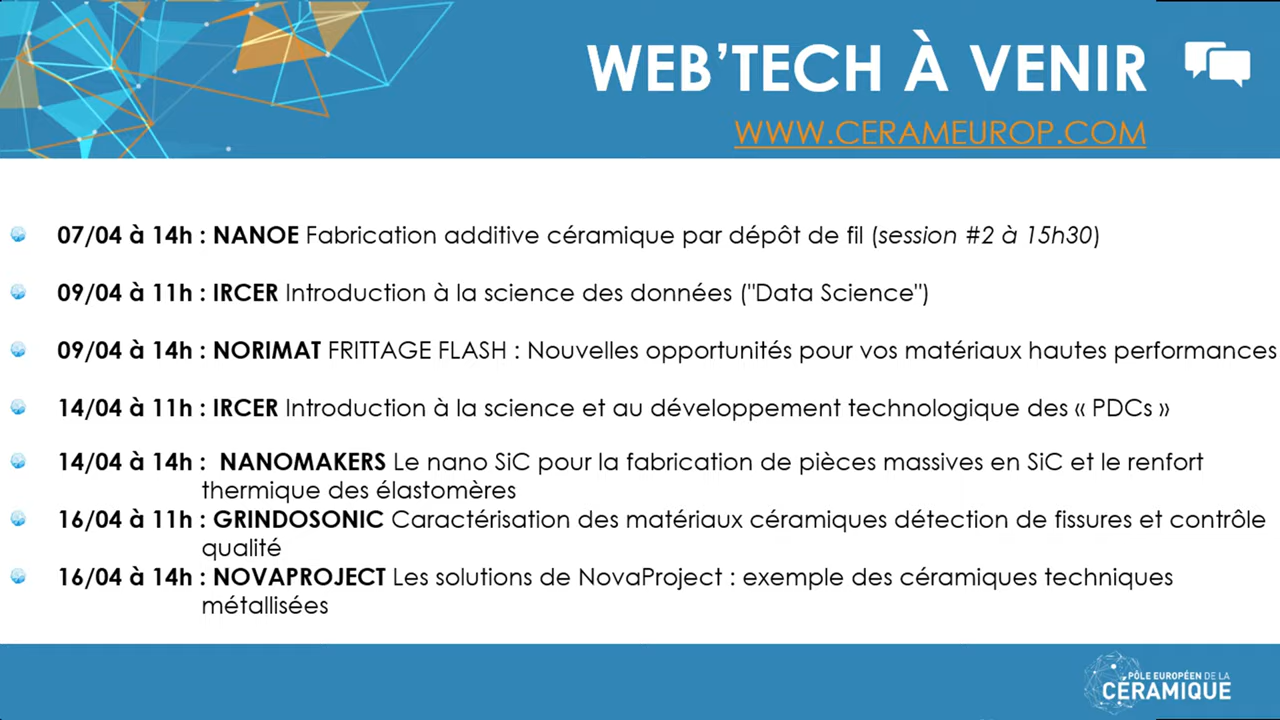 WEB’TECH À VENIR
WWW.CERAMEUROP.COM
07/04 à 14h : NANOE Fabrication additive céramique par dépôt de fil (session #2 à 15h30)
09/04 à 11h : IRCER Introduction à la science des données ("Data Science")
09/04 à 14h : NORIMAT FRITTAGE FLASH : Nouvelles opportunités pour vos matériaux hautes performances
14/04 à 11h : IRCER Introduction à la science et au développement technologique des « PDCs »
14/04 à 14h : NANOMAKERS Le nano SiC pour la fabrication de pièces massives en SiC et le renfort
thermique des élastomères
16/04 à 11h : GRINDOSONIC Caractérisation des matériaux céramiques détection de fissures et contrôle
qualité
16/04 à 14h : NOVAPROJECT Les solutions de NovaProject : exemple des céramiques techniques
métallisées
PÔLE EUROPÉEN DE LA
CÉRAMIQUE